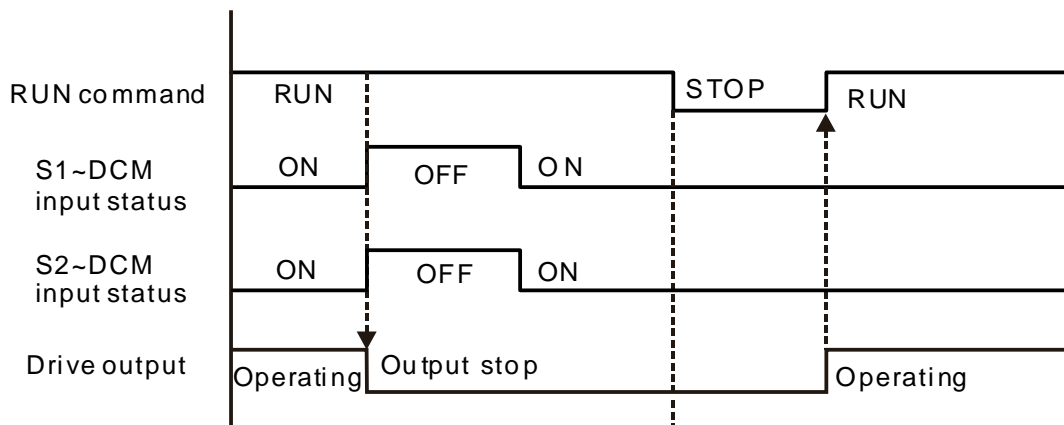 RUN command
RUN
STOP
RUN
S1~DCM
input status
ON
OFF
ON
S2~DCM
input status
ON
OFF
ON
Drive output
Operating
Output stop
Operating